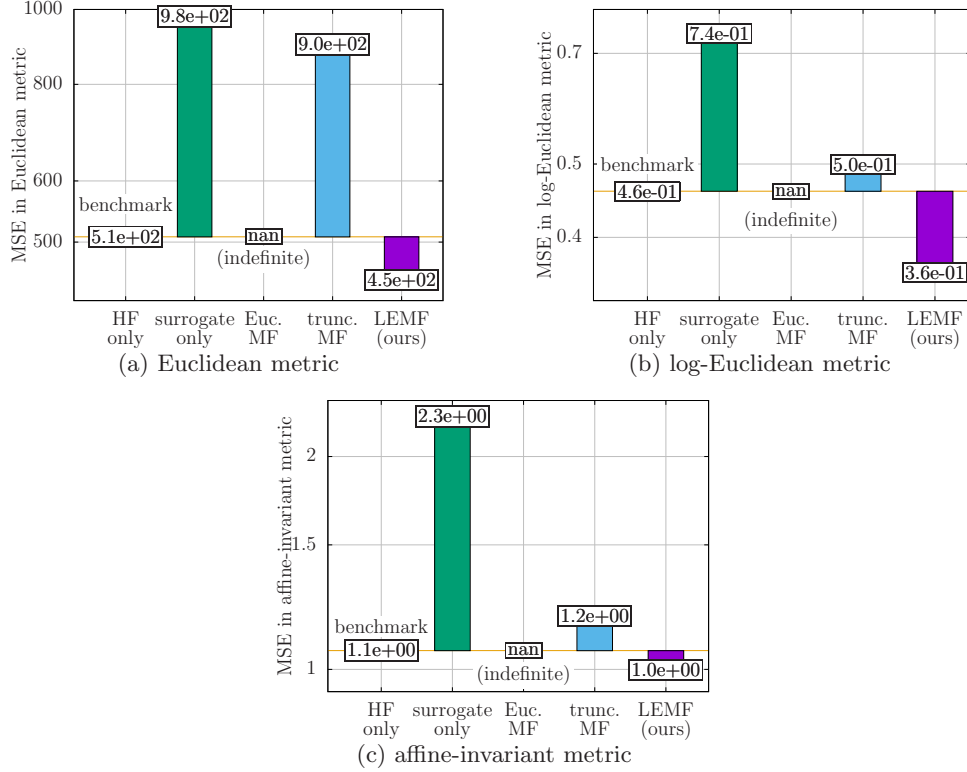 MSE in Euclidean metric
1000
800
600
500
9.8e+02
9.0e+02
benchmark
5.1e+02
nan
(indefinite)
4.5e+02
HF only
surrogate only
Euc. MF
trunc. MF
LEMF (ours)
(a) Euclidean metric
MSE in log-Euclidean metric
0.7
0.5
0.4
7.4e-01
benchmark
4.6e-01
nan
(indefinite)
5.0e-01
3.6e-01
HF only
surrogate only
Euc. MF
trunc. MF
LEMF (ours)
(b) log-Euclidean metric
MSE in affine-invariant metric
2
1.5
1
2.3e+00
benchmark
1.1e+00
nan
(indefinite)
1.2e+00
1.0e+00
HF only
surrogate only
Euc. MF
trunc. MF
LEMF (ours)
(c) affine-invariant metric